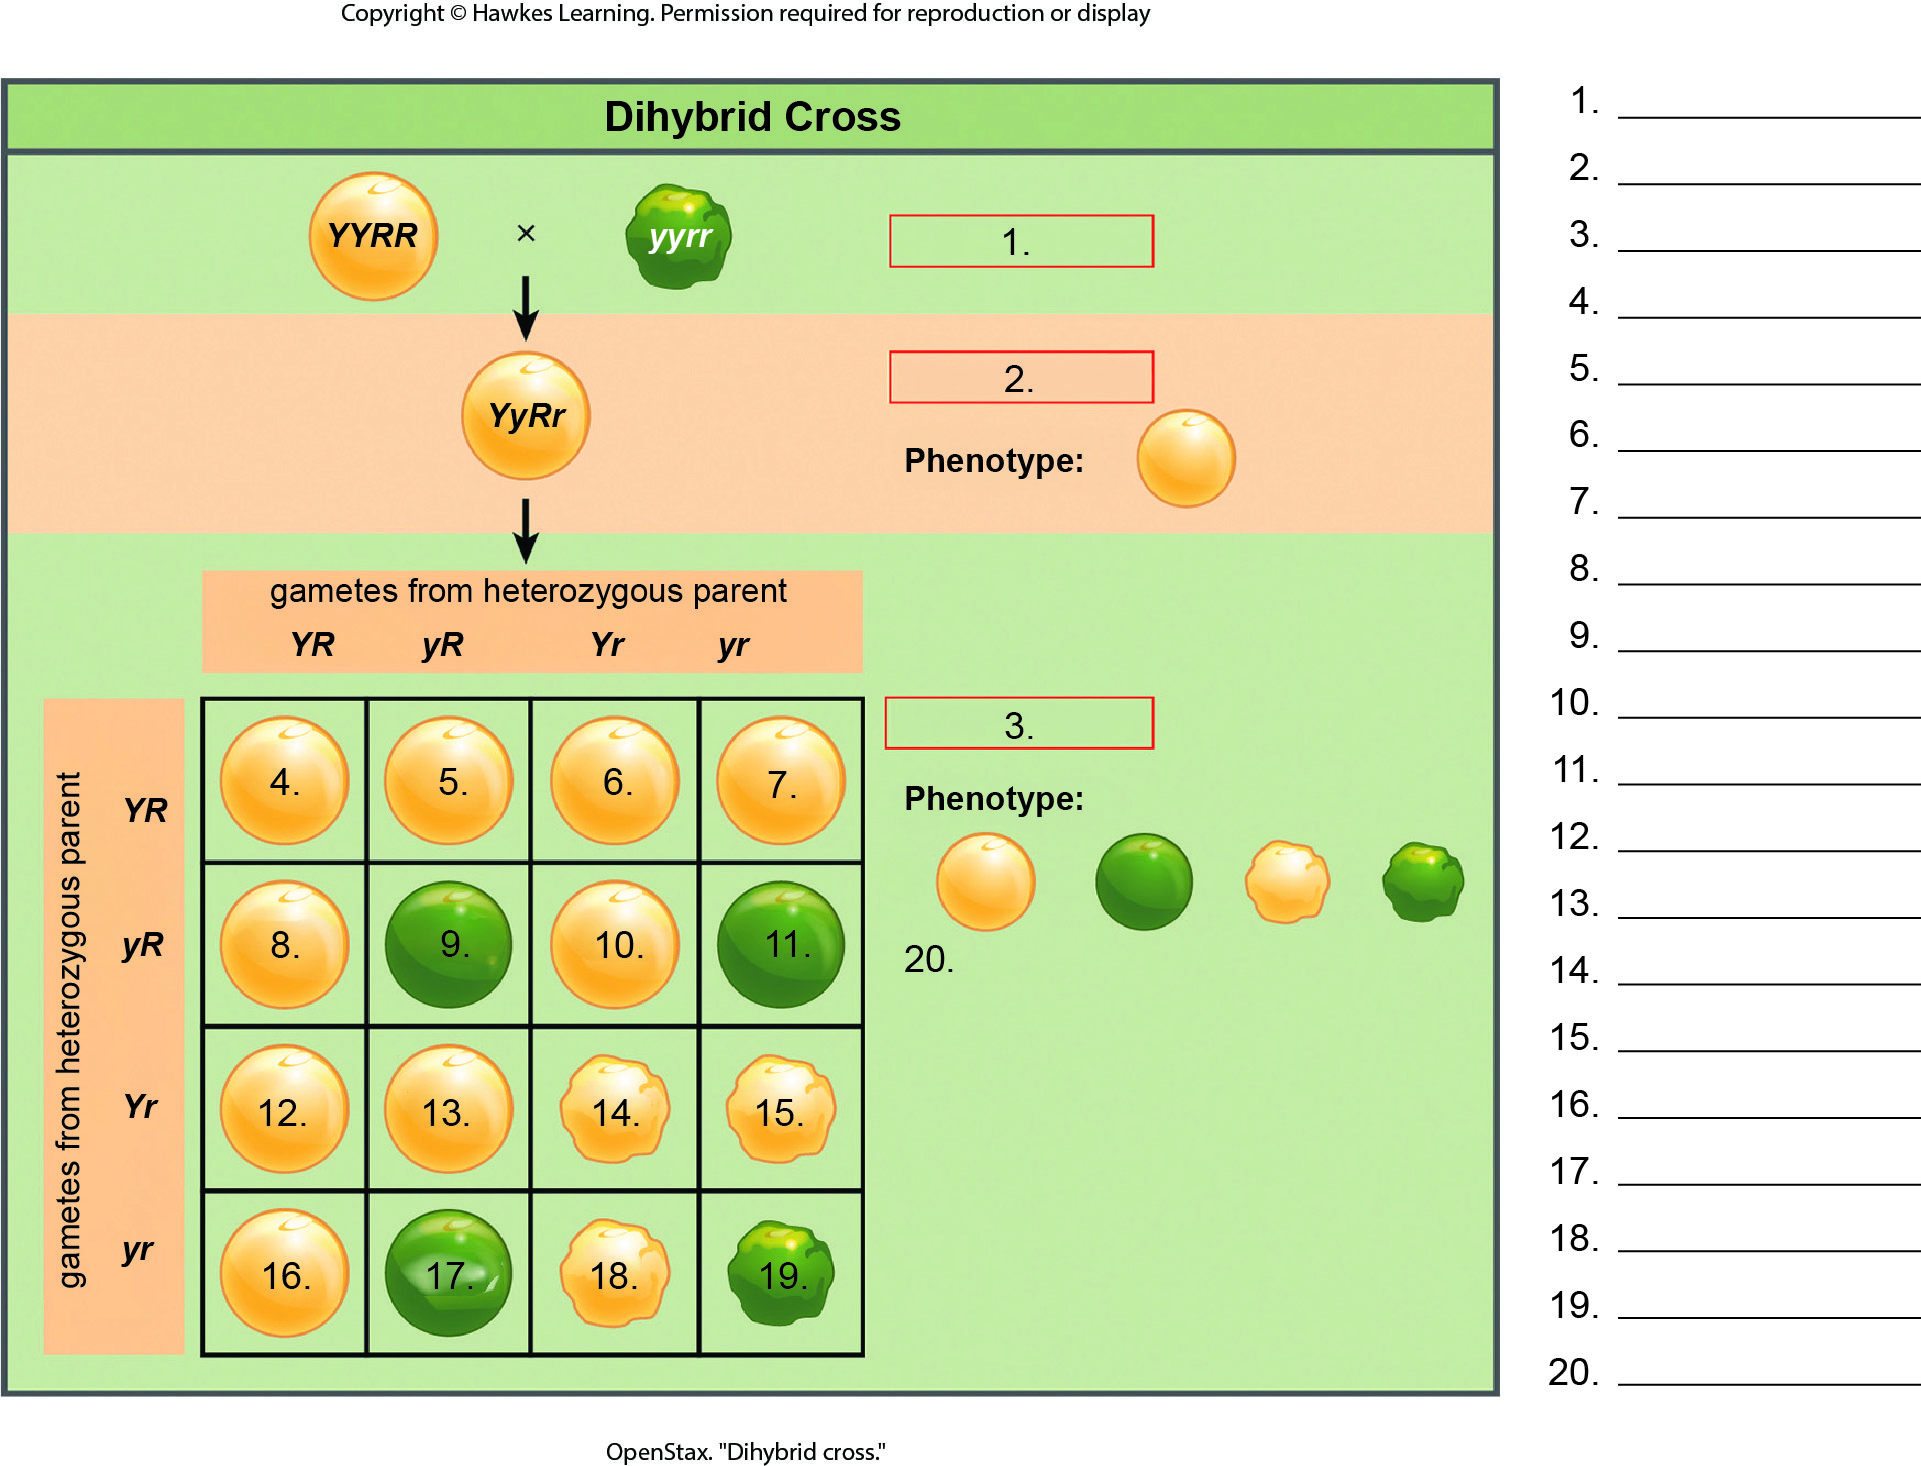 Copyright © Hawkes Learning. Permission required for reproduction or display
Dihybrid Cross
YYRR × yyrr
1.
YyRr
2.
Phenotype:
gametes from heterozygous parent
YR yR Yr yr
gametes from heterozygous parent
YR
yR
Yr
yr
4. 5. 6. 7.
8. 9. 10. 11.
12. 13. 14. 15.
16. 17. 18. 19.
3.
Phenotype:
20.
1.
2.
3.
4.
5.
6.
7.
8.
9.
10.
11.
12.
13.
14.
15.
16.
17.
18.
19.
20.
OpenStax. "Dihybrid cross."